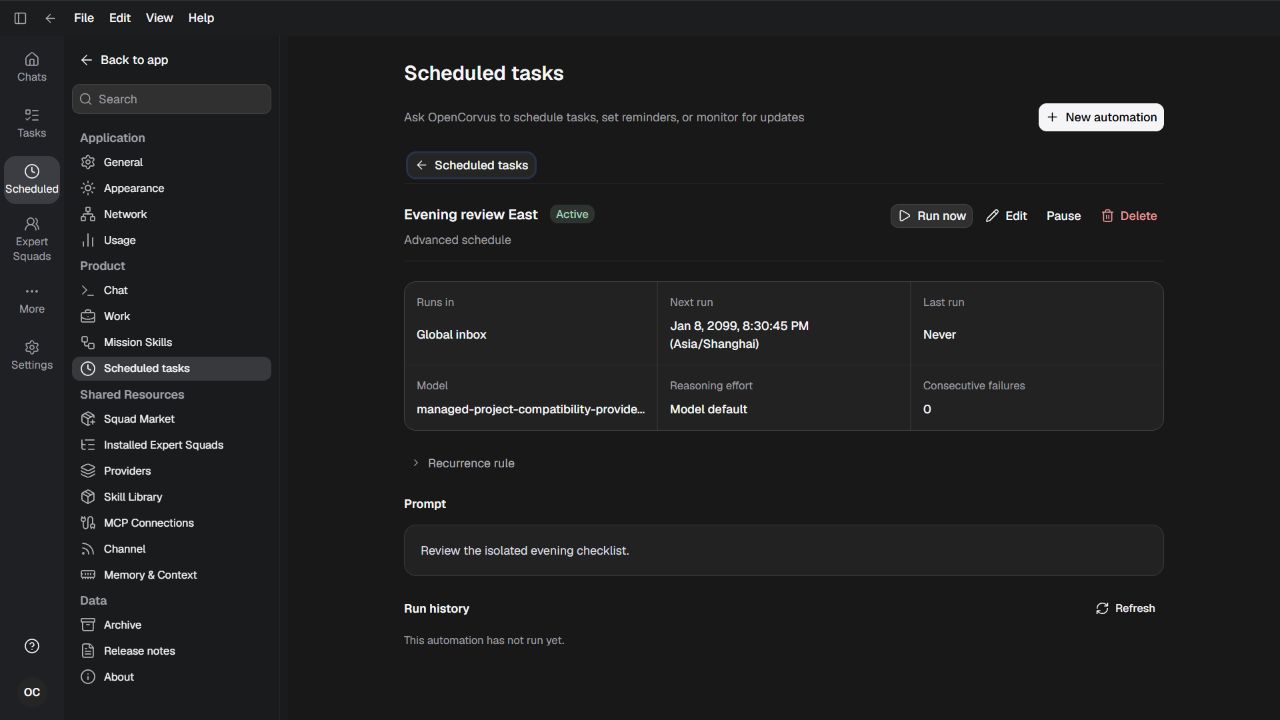 File Edit View Help
Chats
Tasks
Scheduled
Expert
Squads
More
Settings
OC
Back to app
Search
Application
General
Appearance
Network
Usage
Product
Chat
Work
Mission Skills
Scheduled tasks
Shared Resources
Squad Market
Installed Expert Squads
Providers
Skill Library
MCP Connections
Channel
Memory & Context
Data
Archive
Release notes
About
Scheduled tasks
Ask OpenCorvus to schedule tasks, set reminders, or monitor for updates
New automation
Scheduled tasks
Evening review East Active
Run now Edit Pause Delete
Advanced schedule
Runs in
Global inbox
Next run
Jan 8, 2099, 8:30:45 PM
(Asia/Shanghai)
Last run
Never
Model
managed-project-compatibility-provide...
Reasoning effort
Model default
Consecutive failures
0
Recurrence rule
Prompt
Review the isolated evening checklist.
Run history
Refresh
This automation has not run yet.